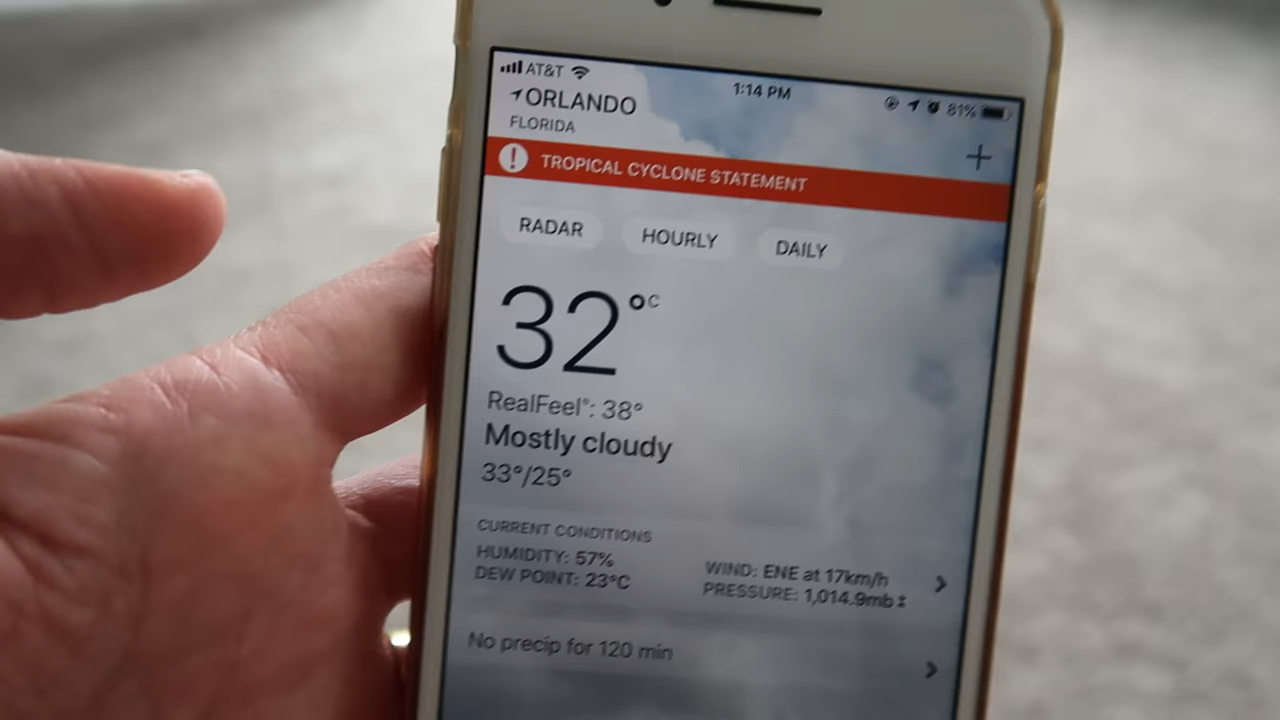 AT&T
1:14 PM
81%
ORLANDO
FLORIDA
+
! TROPICAL CYCLONE STATEMENT
RADAR
HOURLY
DAILY
32°C
RealFeel®: 38°
Mostly cloudy
33°/25°
CURRENT CONDITIONS
HUMIDITY: 57%
DEW POINT: 23°C
WIND: ENE at 17km/h
PRESSURE: 1,014.9mb
No precip for 120 min